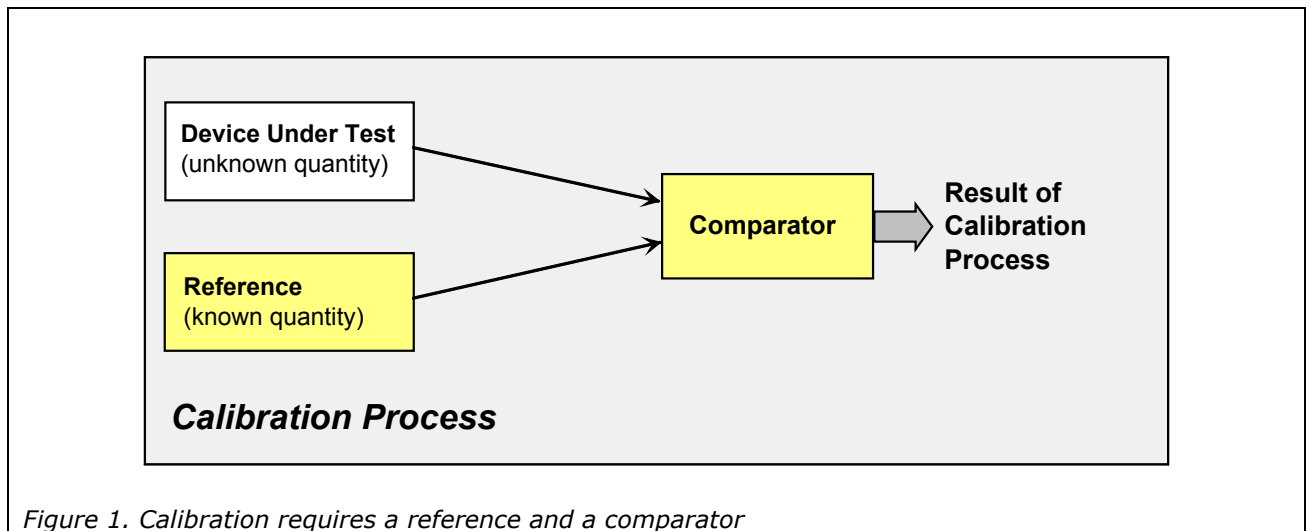 Device Under Test
(unknown quantity)
Reference
(known quantity)
Comparator
Result of
Calibration
Process
Calibration Process
Figure 1. Calibration requires a reference and a comparator